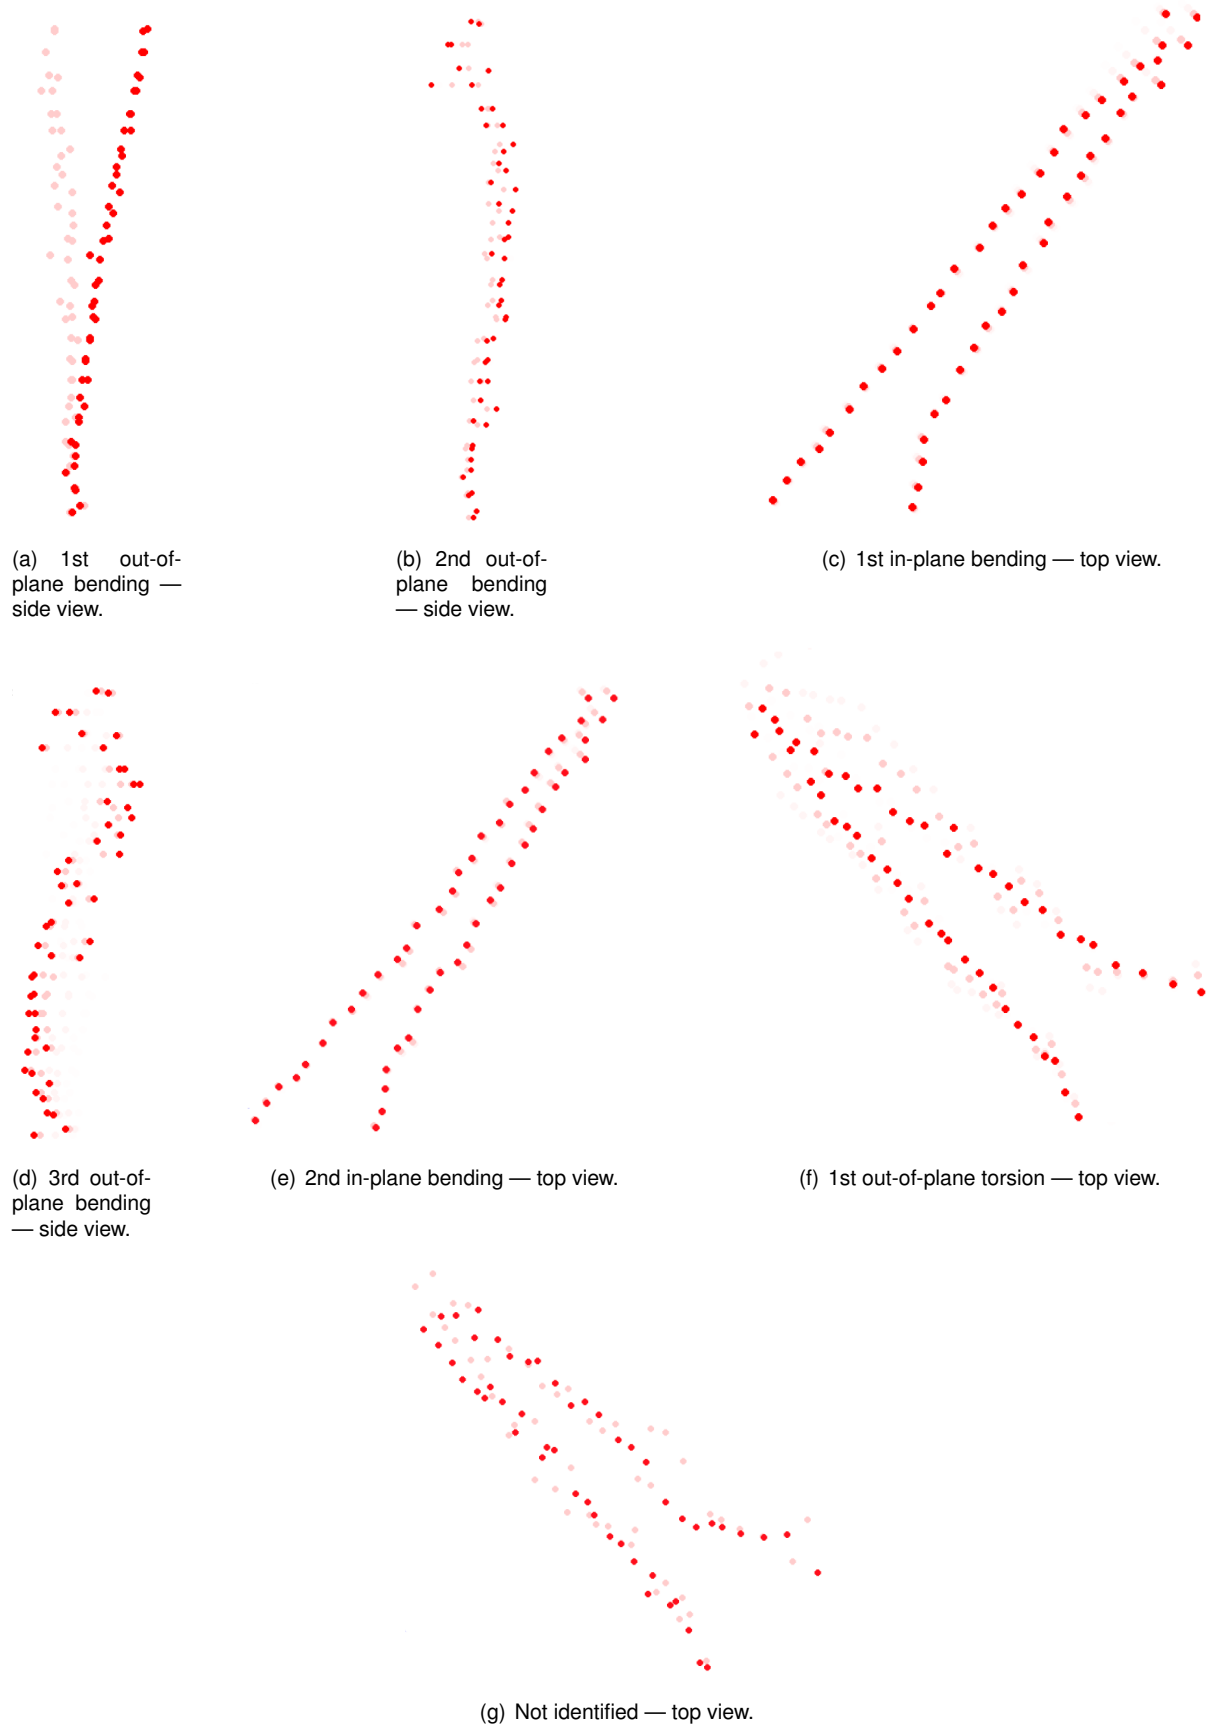 (a) 1st out-of-
plane bending —
side view.
(b) 2nd out-of-
plane bending
— side view.
(c) 1st in-plane bending — top view.
(d) 3rd out-of-
plane bending
— side view.
(e) 2nd in-plane bending — top view.
(f) 1st out-of-plane torsion — top view.
(g) Not identified — top view.